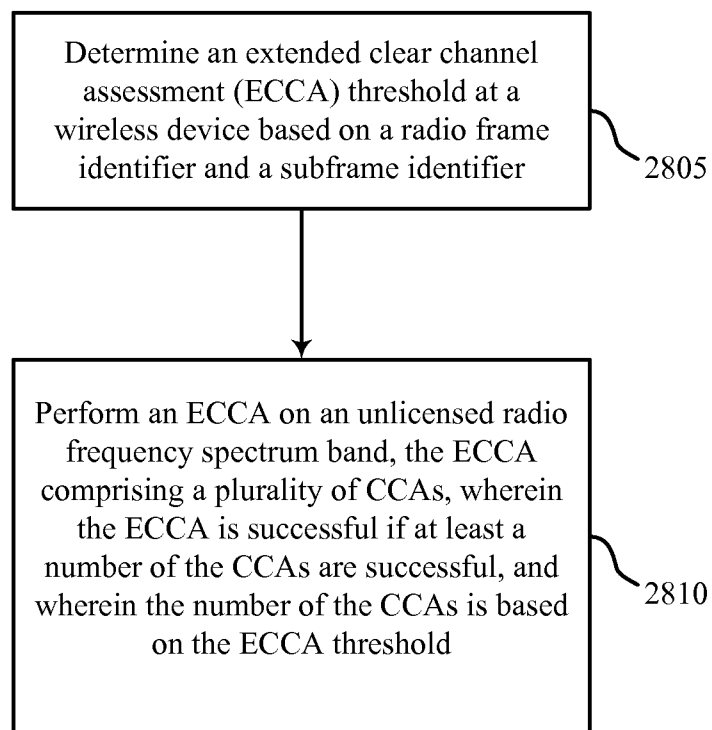 Determine an extended clear channel
assessment (ECCA) threshold at a
wireless device based on a radio frame
identifier and a subframe identifier
2805
Perform an ECCA on an unlicensed radio
frequency spectrum band, the ECCA
comprising a plurality of CCAs, wherein
the ECCA is successful if at least a
number of the CCAs are successful, and
wherein the number of the CCAs is based
on the ECCA threshold
2810